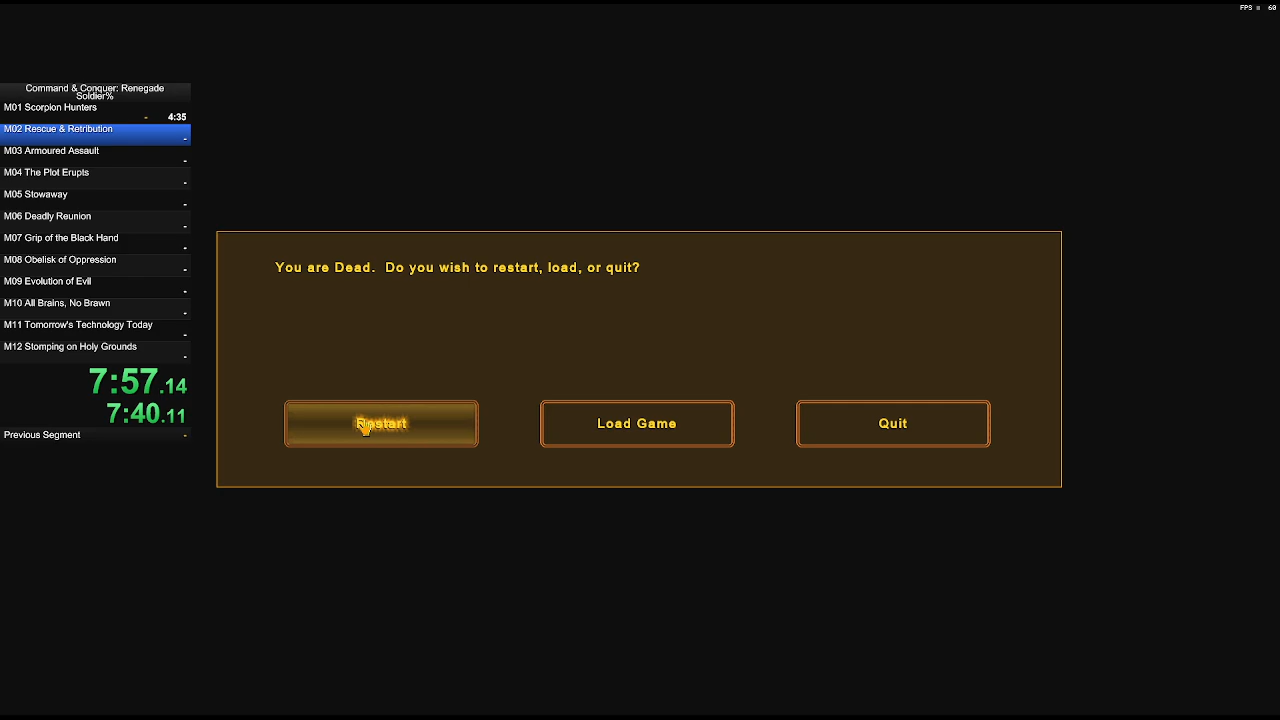 FPS = 60
Command & Conquer: Renegade
Soldier%
M01 Scorpion Hunters
- 4:35
M02 Rescue & Retribution
-
M03 Armoured Assault
-
M04 The Plot Erupts
-
M05 Stowaway
-
M06 Deadly Reunion
-
M07 Grip of the Black Hand
-
M08 Obelisk of Oppression
-
M09 Evolution of Evil
-
M10 All Brains, No Brawn
-
M11 Tomorrow's Technology Today
-
M12 Stomping on Holy Grounds
-
7:57.14
7:40.11
Previous Segment -
You are Dead.  Do you wish to restart, load, or quit?
Restart Load Game Quit